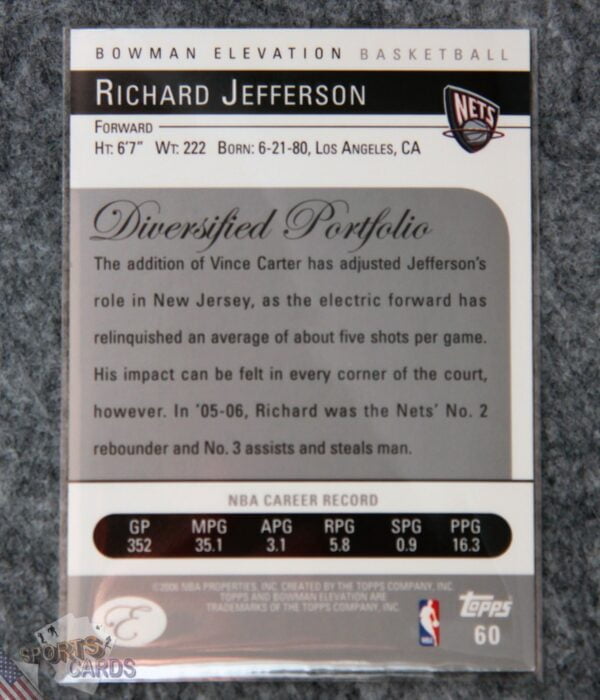 BOWMAN ELEVATION BASKETBALL
RICHARD JEFFERSON
NETS
FORWARD
HT: 6'7" WT: 222 BORN: 6-21-80, LOS ANGELES, CA
Diversified Portfolio
The addition of Vince Carter has adjusted Jefferson's
role in New Jersey, as the electric forward has
relinquished an average of about five shots per game.
His impact can be felt in every corner of the court,
however. In '05-06, Richard was the Nets' No. 2
rebounder and No. 3 assists and steals man.
NBA CAREER RECORD
GP MPG APG RPG SPG PPG
352 35.1 3.1 5.8 0.9 16.3
©2006 NBA PROPERTIES, INC. CREATED BY THE TOPPS COMPANY, INC.
TOPPS AND BOWMAN ELEVATION ARE
TRADEMARKS OF THE TOPPS COMPANY, INC.
E
topps
60
SPORTS
CARDS